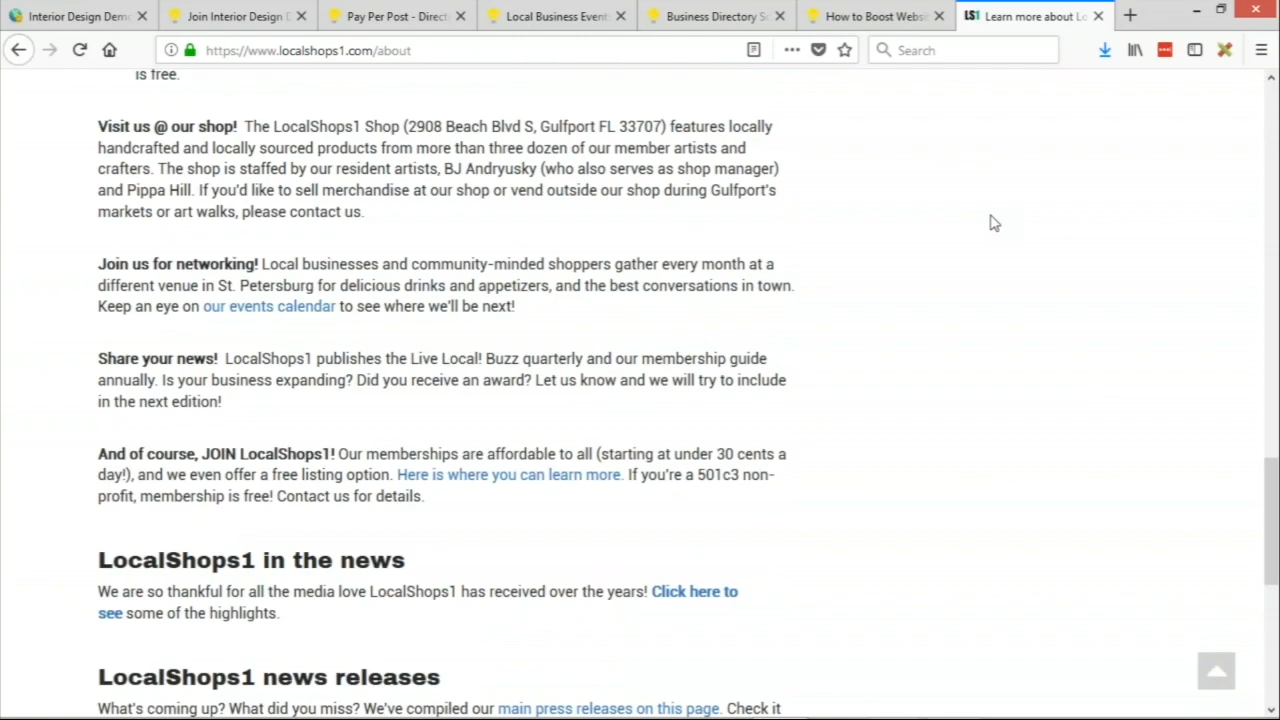 Interior Design Demo
Join Interior Design D
Pay Per Post - Direct
Local Business Event
Business Directory So
How to Boost Websi
LS1 Learn more about Lo
https://www.localshops1.com/about
Search
is free.
Visit us @ our shop! The LocalShops1 Shop (2908 Beach Blvd S, Gulfport FL 33707) features locally
handcrafted and locally sourced products from more than three dozen of our member artists and
crafters. The shop is staffed by our resident artists, BJ Andryusky (who also serves as shop manager)
and Pippa Hill. If you'd like to sell merchandise at our shop or vend outside our shop during Gulfport's
markets or art walks, please contact us.
Join us for networking! Local businesses and community-minded shoppers gather every month at a
different venue in St. Petersburg for delicious drinks and appetizers, and the best conversations in town.
Keep an eye on our events calendar to see where we'll be next!
Share your news! LocalShops1 publishes the Live Local! Buzz quarterly and our membership guide
annually. Is your business expanding? Did you receive an award? Let us know and we will try to include
in the next edition!
And of course, JOIN LocalShops1! Our memberships are affordable to all (starting at under 30 cents a
day!), and we even offer a free listing option. Here is where you can learn more. If you're a 501c3 non-
profit, membership is free! Contact us for details.
LocalShops1 in the news
We are so thankful for all the media love LocalShops1 has received over the years! Click here to
see some of the highlights.
LocalShops1 news releases
What's coming up? What did you miss? We've compiled our main press releases on this page. Check it